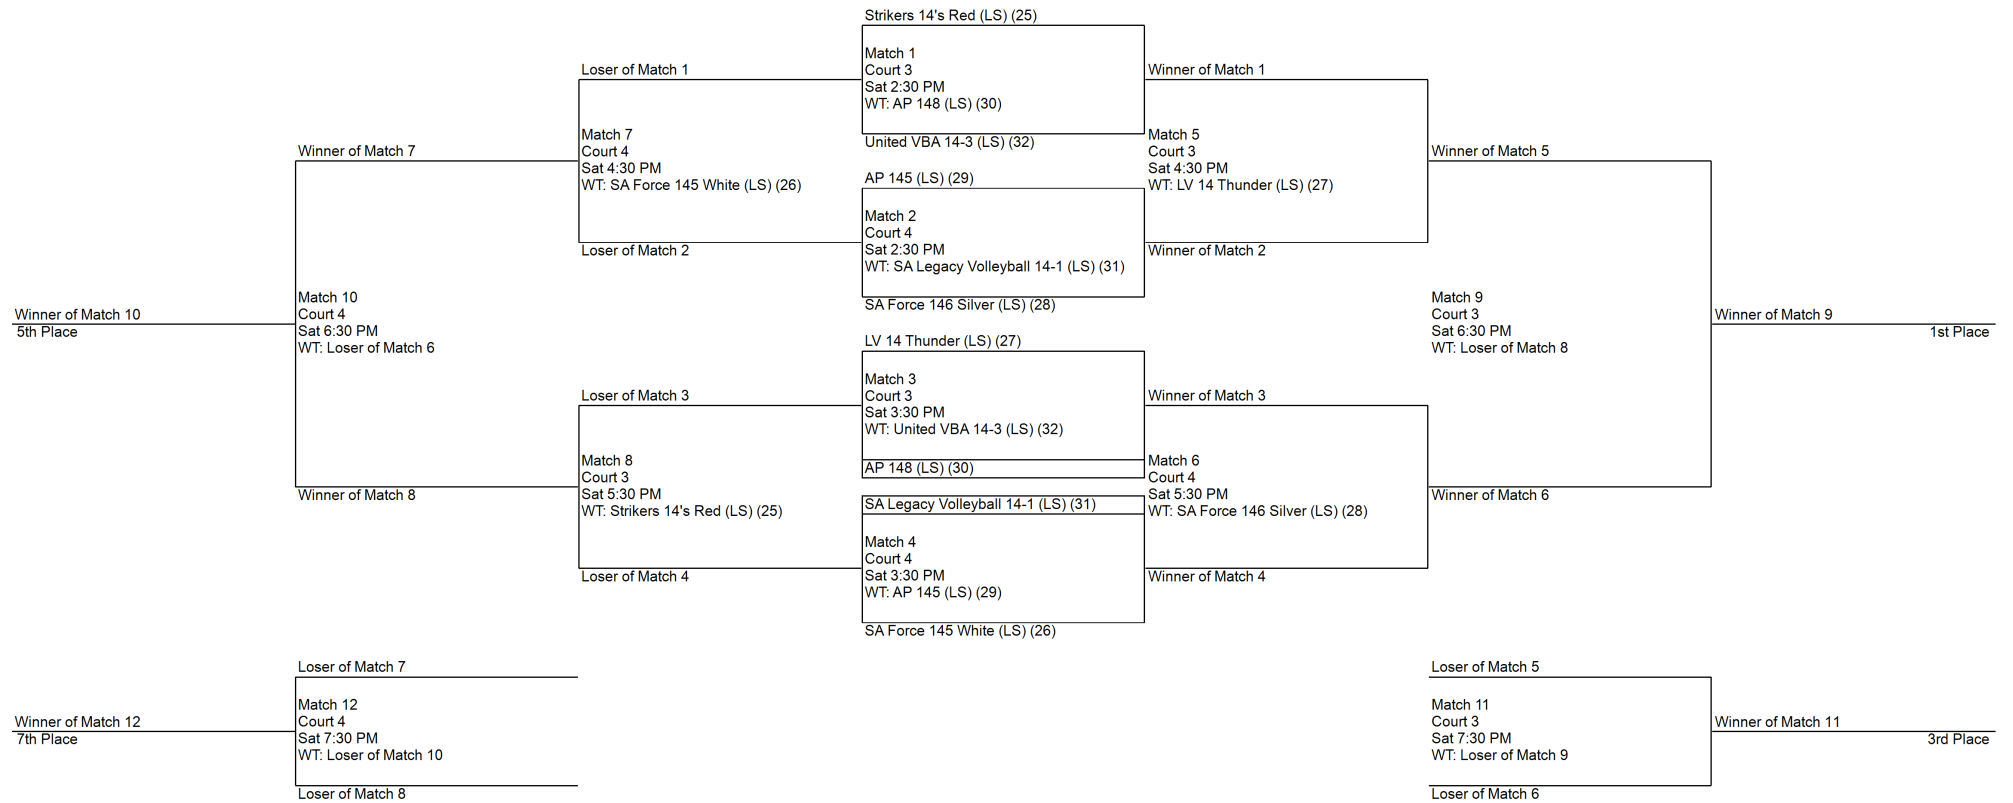 Strikers 14's Red (LS) (25)
Match 1
Court 3
Sat 2:30 PM
WT: AP 148 (LS) (30)
United VBA 14-3 (LS) (32)
AP 145 (LS) (29)
Match 2
Court 4
Sat 2:30 PM
WT: SA Legacy Volleyball 14-1 (LS) (31)
SA Force 146 Silver (LS) (28)
LV 14 Thunder (LS) (27)
Match 3
Court 3
Sat 3:30 PM
WT: United VBA 14-3 (LS) (32)
AP 148 (LS) (30)
SA Legacy Volleyball 14-1 (LS) (31)
Match 4
Court 4
Sat 3:30 PM
WT: AP 145 (LS) (29)
SA Force 145 White (LS) (26)
Loser of Match 1
Match 7
Court 4
Sat 4:30 PM
WT: SA Force 145 White (LS) (26)
Loser of Match 2
Loser of Match 3
Match 8
Court 3
Sat 5:30 PM
WT: Strikers 14's Red (LS) (25)
Loser of Match 4
Winner of Match 7
Match 10
Court 4
Sat 6:30 PM
WT: Loser of Match 6
Winner of Match 8
Winner of Match 10
5th Place
Loser of Match 7
Match 12
Court 4
Sat 7:30 PM
WT: Loser of Match 10
Loser of Match 8
Winner of Match 12
7th Place
Winner of Match 1
Match 5
Court 3
Sat 4:30 PM
WT: LV 14 Thunder (LS) (27)
Winner of Match 2
Winner of Match 3
Match 6
Court 4
Sat 5:30 PM
WT: SA Force 146 Silver (LS) (28)
Winner of Match 4
Winner of Match 5
Match 9
Court 3
Sat 6:30 PM
WT: Loser of Match 8
Winner of Match 6
Winner of Match 9
1st Place
Loser of Match 5
Match 11
Court 3
Sat 7:30 PM
WT: Loser of Match 9
Loser of Match 6
Winner of Match 11
3rd Place